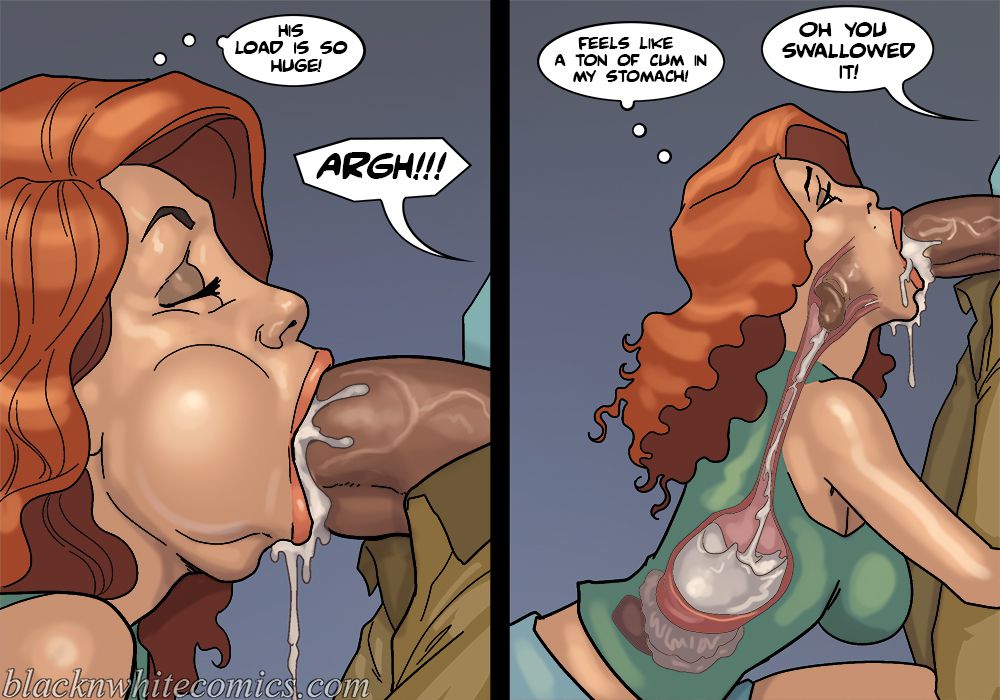 HIS
LOAD IS SO
HUGE!
ARGH!!!
FEELS LIKE
A TON OF CUM IN
MY STOMACH!
OH YOU
SWALLOWED
IT!
blacknwhitecomics.com